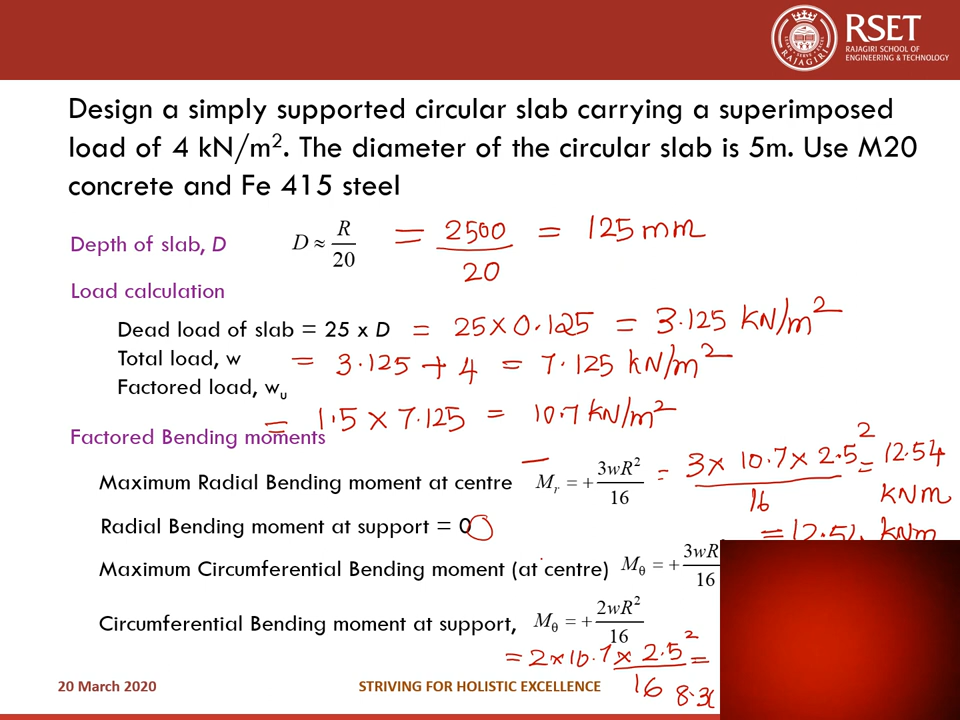 RSET
RAJAGIRI SCHOOL OF
ENGINEERING & TECHNOLOGY
RAJAGIRI
Design a simply supported circular slab carrying a superimposed
load of 4 kN/m². The diameter of the circular slab is 5m. Use M20
concrete and Fe 415 steel
Depth of slab, D D ≈ R/20 = 2500/20 = 125 mm
Load calculation
Dead load of slab = 25 x D = 25 × 0.125 = 3.125 KN/m²
Total load, w = 3.125 + 4 = 7.125 kN/m²
Factored load, wᵤ
= 1.5 × 7.125 = 10.7 kN/m²
Factored Bending moments
Maximum Radial Bending moment at centre Mᵣ = + 3wR²/16 = 3 × 10.7 × 2.5²/16 = 12.54 KNm
Radial Bending moment at support = 0
= 12.54 kNm
Maximum Circumferential Bending moment (at centre) Mθ = + 3wR/16
Circumferential Bending moment at support, Mθ = + 2wR²/16
= 2 × 10.7 × 2.5²/16 =
20 March 2020 STRIVING FOR HOLISTIC EXCELLENCE